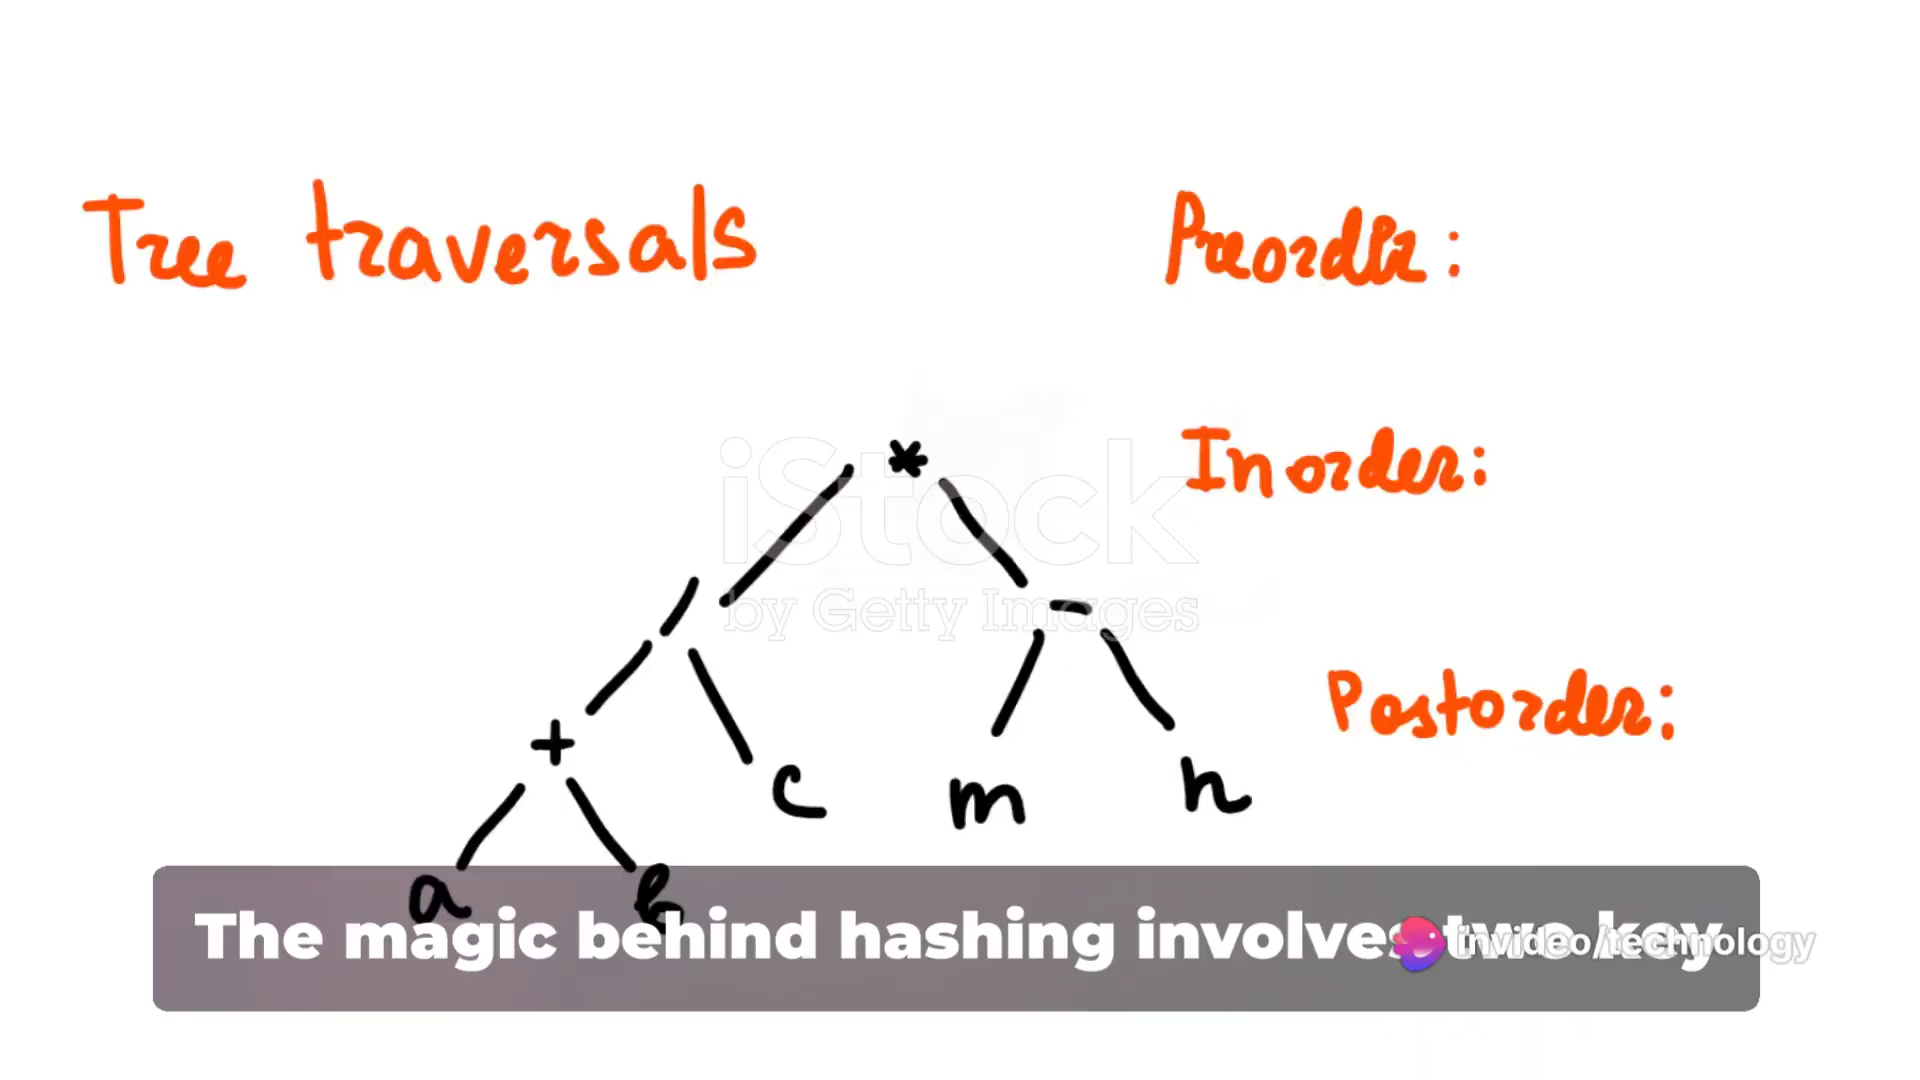 Tree traversals
Preorder:
Inorder:
Postorder:
*
/
-
+
c
m
n
a
b
iStock
by Getty Images
The magic behind hashing involves two key
invideo/technology